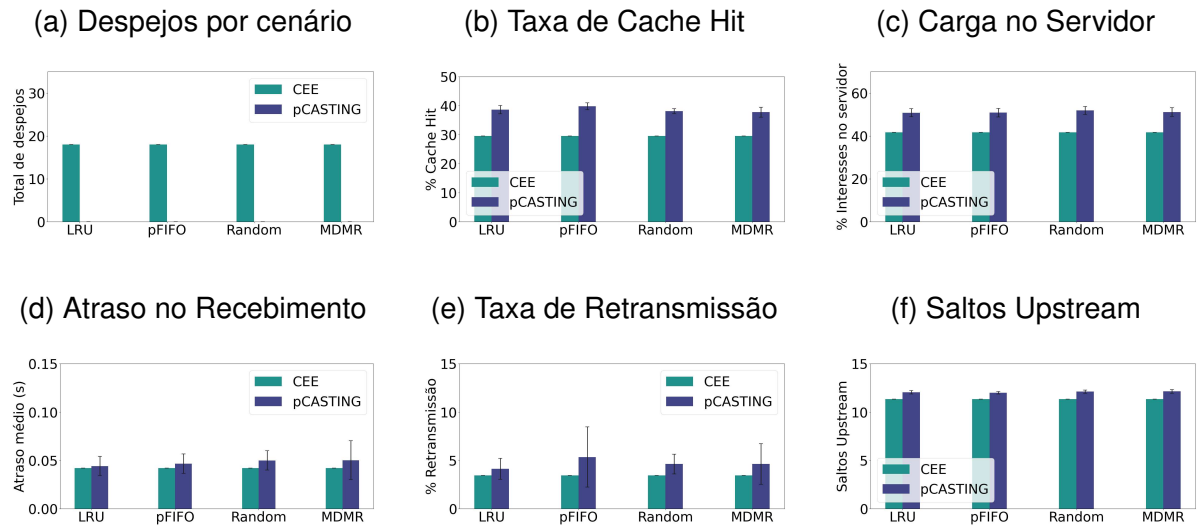 (a) Despejos por cenário
(b) Taxa de Cache Hit
(c) Carga no Servidor
Total de despejos
30
20
10
0
CEE
pCASTING
LRU
pFIFO
Random
MDMR
% Cache Hit
50
40
30
20
10
0
CEE
pCASTING
LRU
pFIFO
Random
MDMR
% Interesses no servidor
60
40
20
0
CEE
pCASTING
LRU
pFIFO
Random
MDMR
(d) Atraso no Recebimento
(e) Taxa de Retransmissão
(f) Saltos Upstream
Atraso médio (s)
0.15
0.10
0.05
0.00
CEE
pCASTING
LRU
pFIFO
Random
MDMR
% Retransmissão
15
10
5
0
CEE
pCASTING
LRU
pFIFO
Random
MDMR
Saltos Upstream
15
10
5
0
CEE
pCASTING
LRU
pFIFO
Random
MDMR